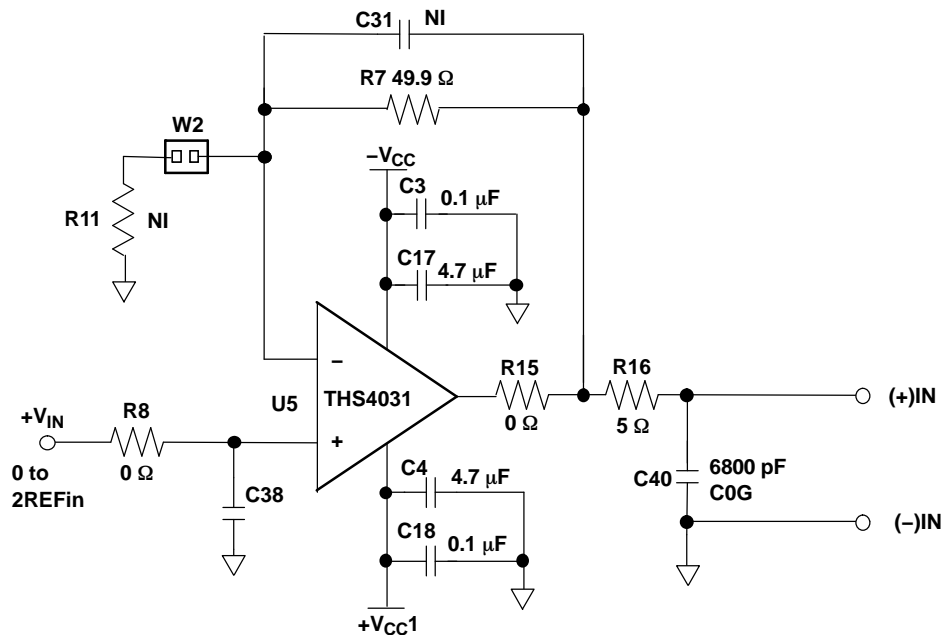 C31 NI
R7 49.9 Ω
W2
R11 NI
−VCC
C3
0.1 μF
C17
4.7 μF
−
THS4031
U5
+
R15
0 Ω
R16
5 Ω
(+)IN
+VIN
R8
0 Ω
0 to
2REFin
C38
C4
4.7 μF
C18
0.1 μF
+VCC1
C40
6800 pF
C0G
(−)IN